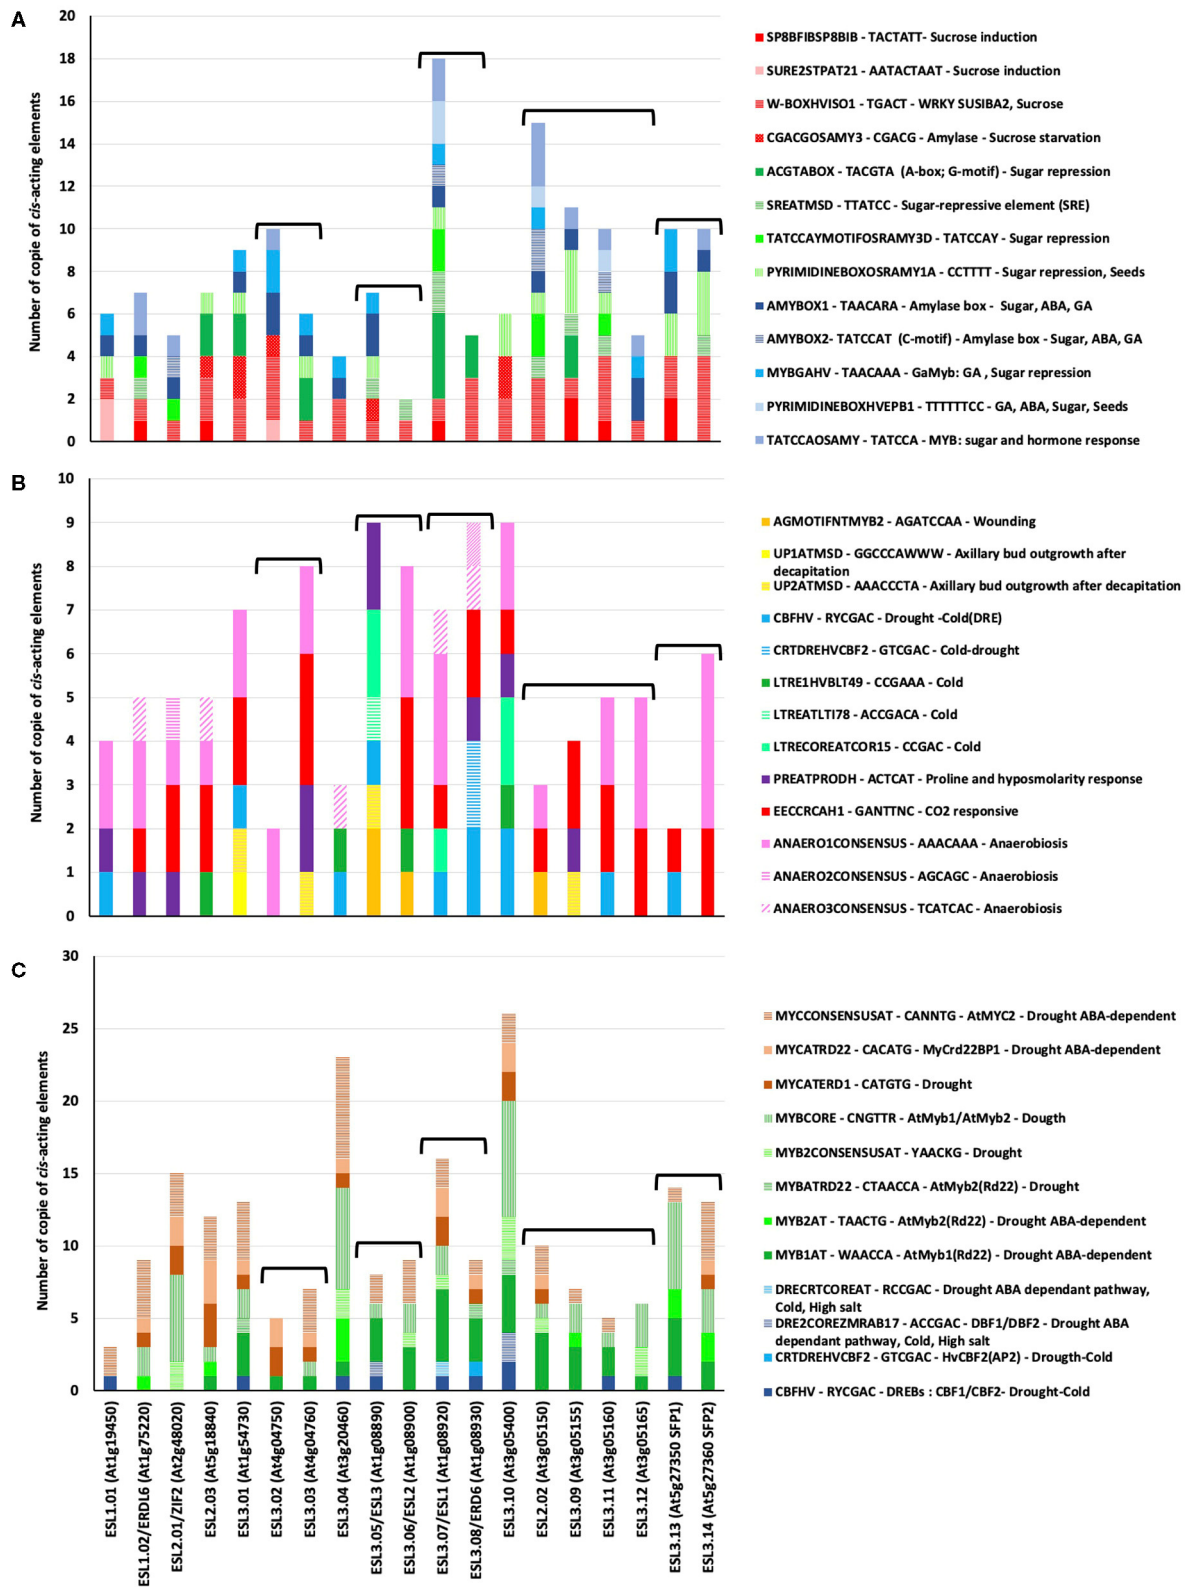 A
Number of copie of cis-acting elements
20
18
16
14
12
10
8
6
4
2
0
SP8BFIBSP8BIB - TACTATT- Sucrose induction
SURE2STPAT21 - AATACTAAT - Sucrose induction
W-BOXHVISO1 - TGACT - WRKY SUSIBA2, Sucrose
CGACGOSAMY3 - CGACG - Amylase - Sucrose starvation
ACGTABOX - TACGTA (A-box; G-motif) - Sugar repression
SREATMSD - TTATCC - Sugar-repressive element (SRE)
TATCCAYMOTIFOSRAMY3D - TATCCAY - Sugar repression
PYRIMIDINEBOXOSRAMY1A - CCTTTT - Sugar repression, Seeds
AMYBOX1 - TAACARA - Amylase box - Sugar, ABA, GA
AMYBOX2- TATCCAT (C-motif) - Amylase box - Sugar, ABA, GA
MYBGAHV - TAACAAA - GaMyb: GA , Sugar repression
PYRIMIDINEBOXHVEPB1 - TTTTTTCC - GA, ABA, Sugar, Seeds
TATCCAOSAMY - TATCCA - MYB: sugar and hormone response
B
Number of copie of cis-acting elements
10
9
8
7
6
5
4
3
2
1
0
AGMOTIFNTMYB2 - AGATCCAA - Wounding
UP1ATMSD - GGCCCAWWW - Axillary bud outgrowth after
decapitation
UP2ATMSD - AAACCCTA - Axillary bud outgrowth after decapitation
CBFHV - RYCGAC - Drought -Cold(DRE)
CRTDREHVCBF2 - GTCGAC - Cold-drought
LTRE1HVBLT49 - CCGAAA - Cold
LTREATLTI78 - ACCGACA - Cold
LTRECOREATCOR15 - CCGAC - Cold
PREATPRODH - ACTCAT - Proline and hyposmolarity response
EECCRCAH1 - GANTTNC - CO2 responsive
ANAERO1CONSENSUS - AAACAAA - Anaerobiosis
ANAERO2CONSENSUS - AGCAGC - Anaerobiosis
ANAERO3CONSENSUS - TCATCAC - Anaerobiosis
C
Number of copie of cis-acting elements
30
25
20
15
10
5
0
MYCCONSENSUSAT - CANNTG - AtMYC2 - Drought ABA-dependent
MYCATRD22 - CACATG - MyCrd22BP1 - Drought ABA-dependent
MYCATERD1 - CATGTG - Drought
MYBCORE - CNGTTR - AtMyb1/AtMyb2 - Dougth
MYB2CONSENSUSAT - YAACKG - Drought
MYBATRD22 - CTAACCA - AtMyb2(Rd22) - Drought
MYB2AT - TAACTG - AtMyb2(Rd22) - Drought ABA-dependent
MYB1AT - WAACCA - AtMyb1(Rd22) - Drought ABA-dependent
DRECRTCOREAT - RCCGAC - Drought ABA dependant pathway,
Cold, High salt
DRE2COREZMRAB17 - ACCGAC - DBF1/DBF2 - Drought ABA
dependant pathway, Cold, High salt
CRTDREHVCBF2 - GTCGAC - HvCBF2(AP2) - Drougth-Cold
CBFHV - RYCGAC - DREBs : CBF1/CBF2- Drought-Cold
ESL1.01 (At1g19450)
ESL1.02/ERDL6 (At1g75220)
ESL2.01/ZIF2 (At2g48020)
ESL2.03 (At5g18840)
ESL3.01 (At1g54730)
ESL3.02 (At4g04750)
ESL3.03 (At4g04760)
ESL3.04 (At3g20460)
ESL3.05/ESL3 (At1g08890)
ESL3.06/ESL2 (At1g08900)
ESL3.07/ESL1 (At1g08920)
ESL3.08/ERD6 (At1g08930)
ESL3.10 (At3g05400)
ESL2.02 (At3g05150)
ESL3.09 (At3g05155)
ESL3.11 (At3g05160)
ESL3.12 (At3g05165)
ESL3.13 (At5g27350 SFP1)
ESL3.14 (At5g27360 SFP2)